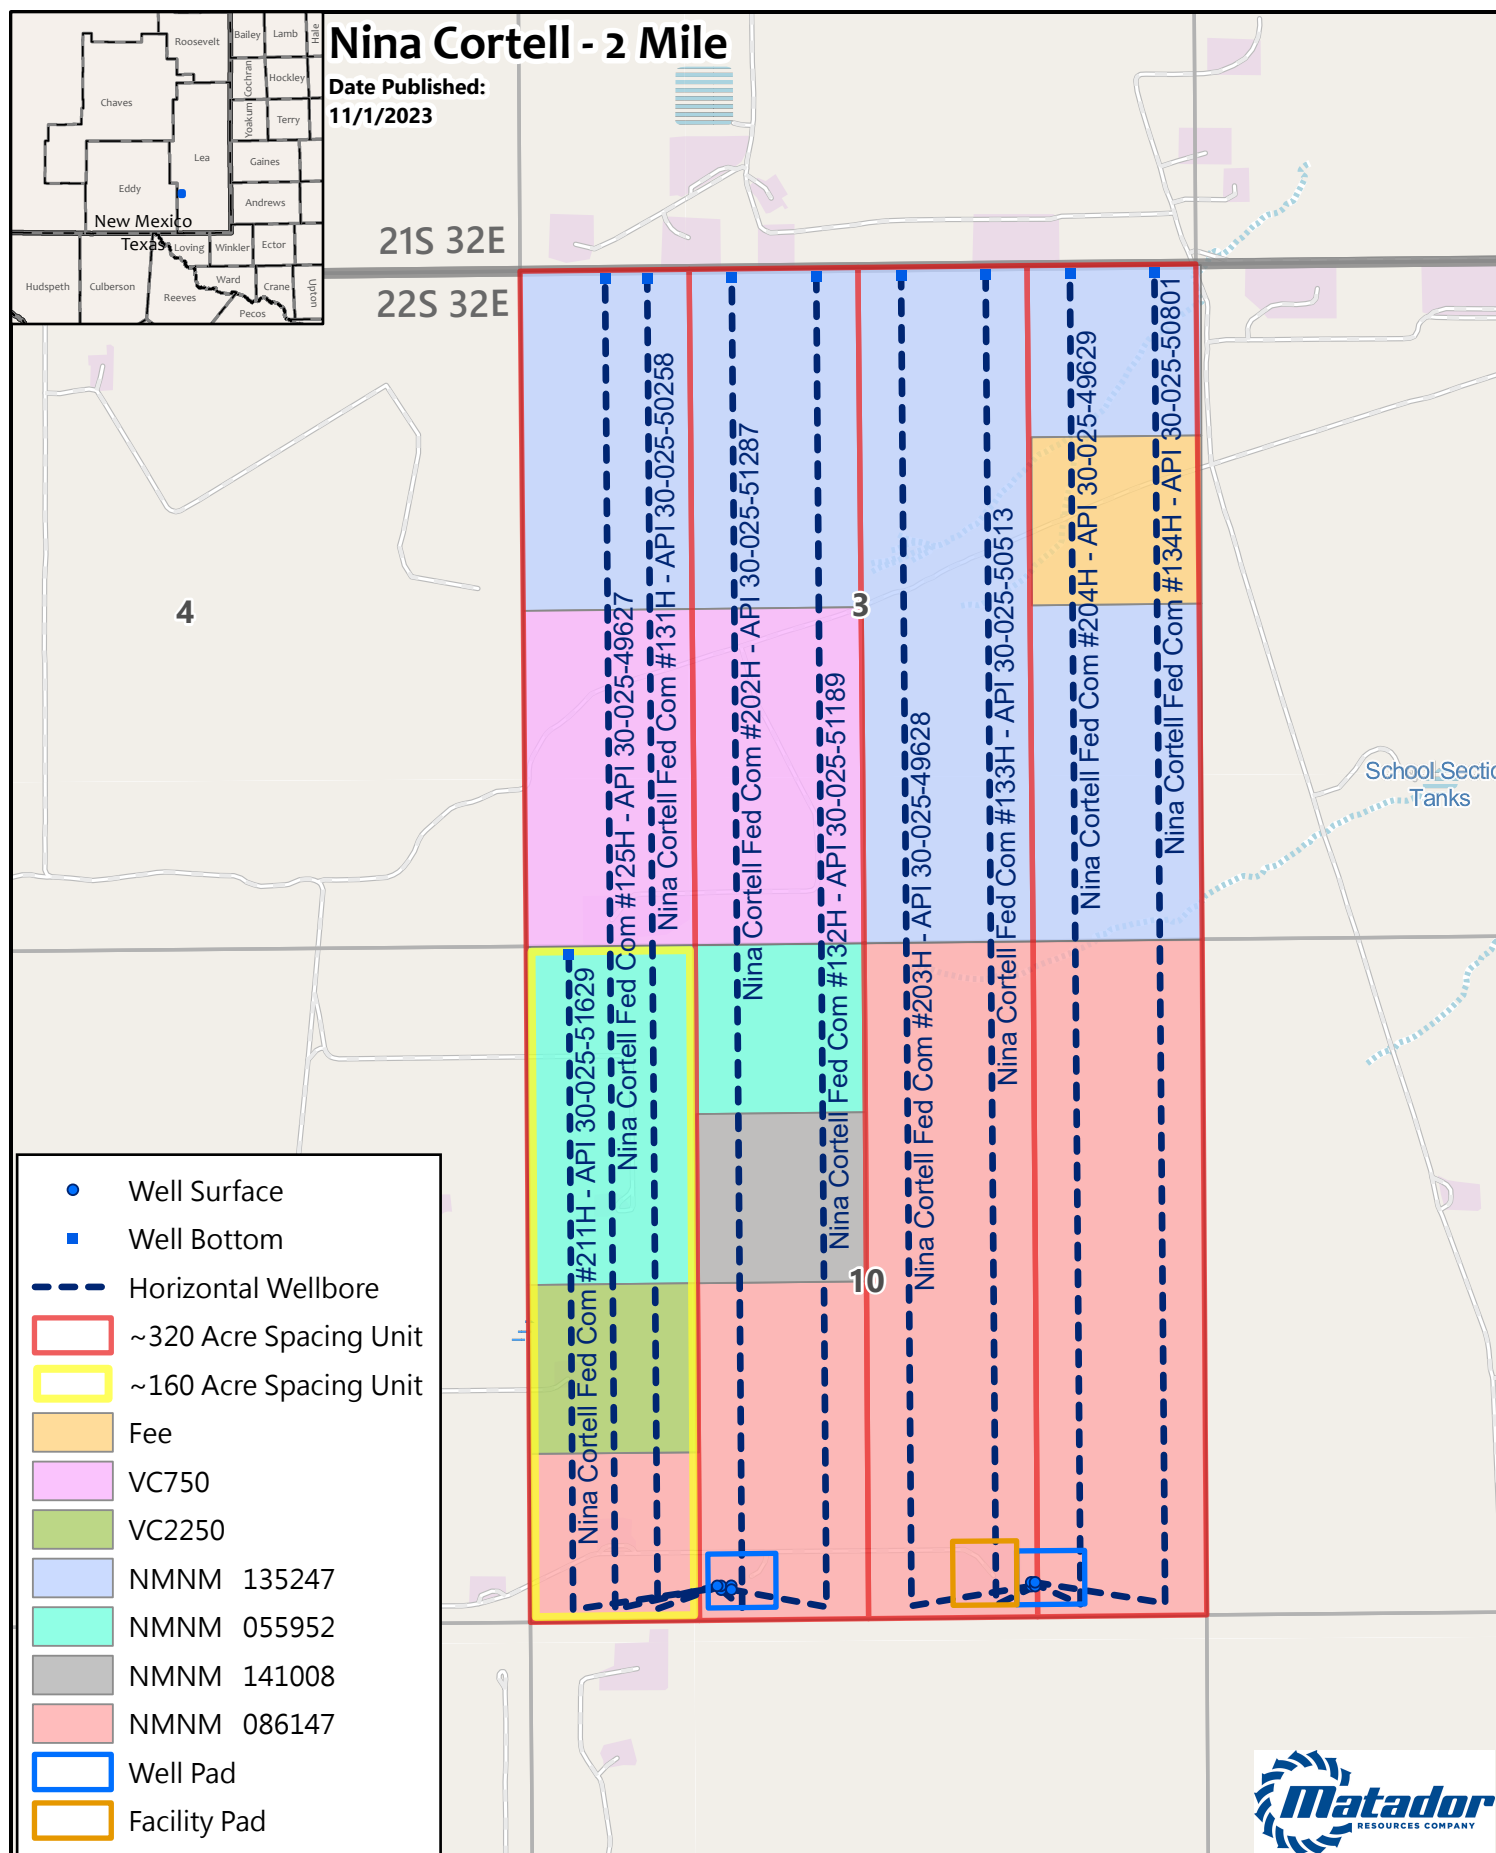 Nina Cortell - 2 Mile
Date Published:
11/1/2023
Roosevelt
Bailey
Lamb
Hale
Chaves
Cochran
Hockley
Yoakum
Terry
Lea
Gaines
Eddy
Andrews
New Mexico
Texas
Loving
Winkler
Ector
Hudspeth
Culberson
Reeves
Ward
Crane
Upton
Pecos
21S 32E
22S 32E
4
3
10
School Sectio
Tanks
Nina Cortell Fed Com #211H - API 30-025-51629
Nina Cortell Fed Com #125H - API 30-025-49627
Nina Cortell Fed Com #131H - API 30-025-50258
Nina Cortell Fed Com #202H - API 30-025-51287
Nina Cortell Fed Com #132H - API 30-025-51189
Nina Cortell Fed Com #203H - API 30-025-49628
Nina Cortell Fed Com #133H - API 30-025-50513
Nina Cortell Fed Com #204H - API 30-025-49629
Nina Cortell Fed Com #134H - API 30-025-50801
Well Surface
Well Bottom
Horizontal Wellbore
~320 Acre Spacing Unit
~160 Acre Spacing Unit
Fee
VC750
VC2250
NMNM 135247
NMNM 055952
NMNM 141008
NMNM 086147
Well Pad
Facility Pad
Matador
RESOURCES COMPANY